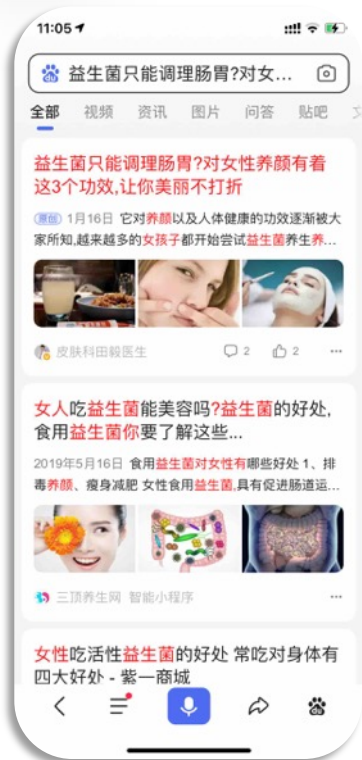 11:05
益生菌只能调理肠胃?对女...
全部 视频 资讯 图片 问答 贴吧
益生菌只能调理肠胃?对女性养颜有着
这3个功效,让你美丽不打折
原创 1月16日 它对养颜以及人体健康的功效逐渐被大
家所知,越来越多的女孩子都开始尝试益生菌养生养...
皮肤科田毅医生 2 2 ...
女人吃益生菌能美容吗?益生菌的好处,
食用益生菌你要了解这些...
2019年5月16日 食用益生菌对女性有哪些好处 1、排
毒养颜、瘦身减肥 女性食用益生菌,具有促进肠道运...
三顶养生网 智能小程序 ...
女性吃活性益生菌的好处 常吃对身体有
四大好处 - 紫一商城